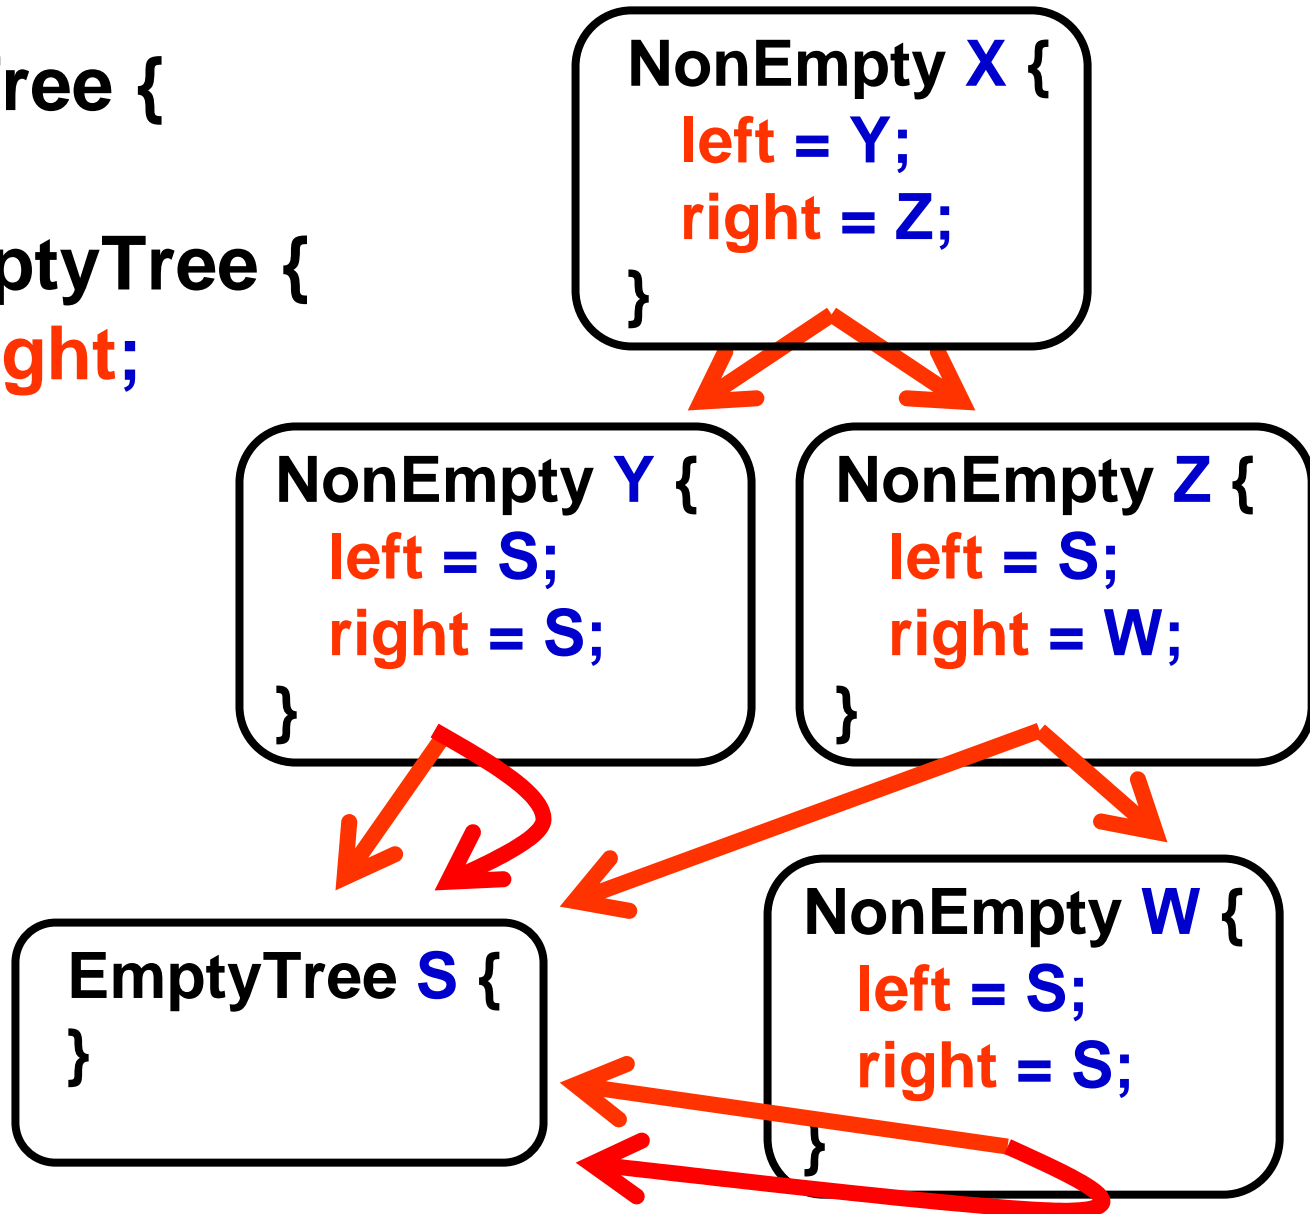 ree {
ptyTree {
ght;
NonEmpty X {
left = Y;
right = Z;
}
NonEmpty Y {
left = S;
right = S;
}
NonEmpty Z {
left = S;
right = W;
}
EmptyTree S {
}
NonEmpty W {
left = S;
right = S;
}